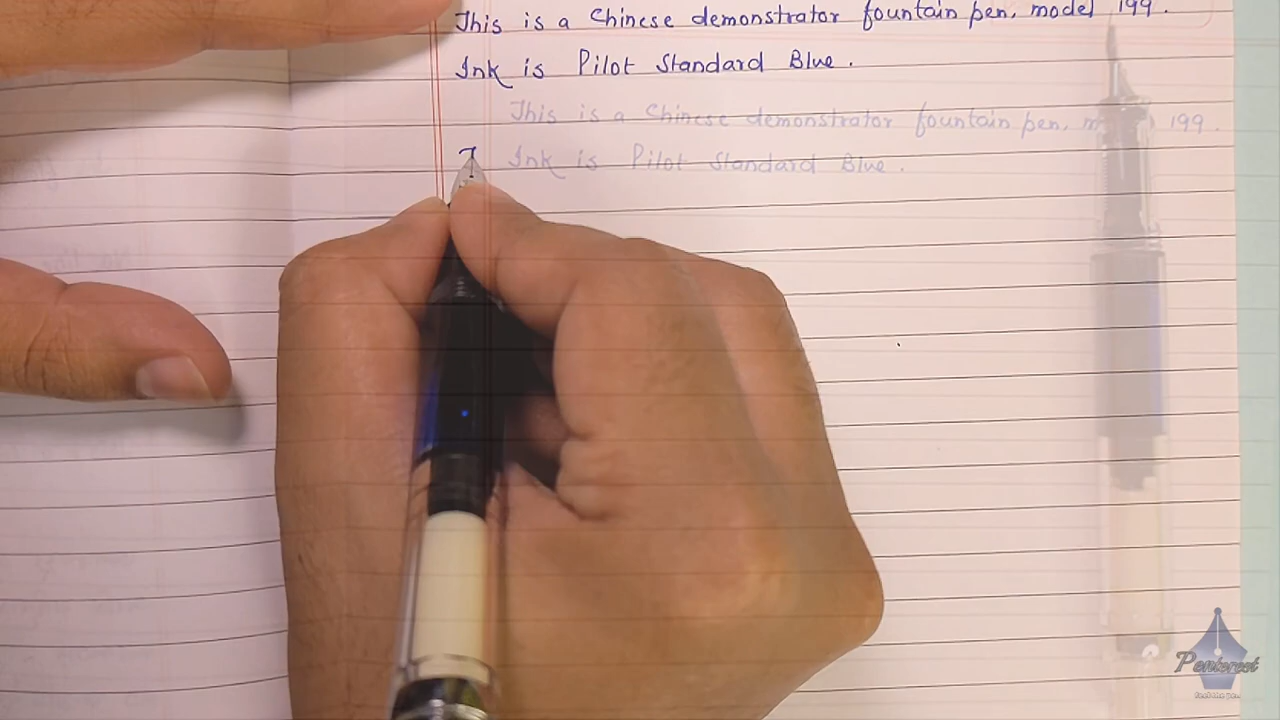 This is a Chinese demonstrator fountain pen, model 199.
Ink is Pilot Standard Blue.
This is a Chinese demonstrator fountain pen, m 199.
Ink is Pilot Standard Blue.
Penterest